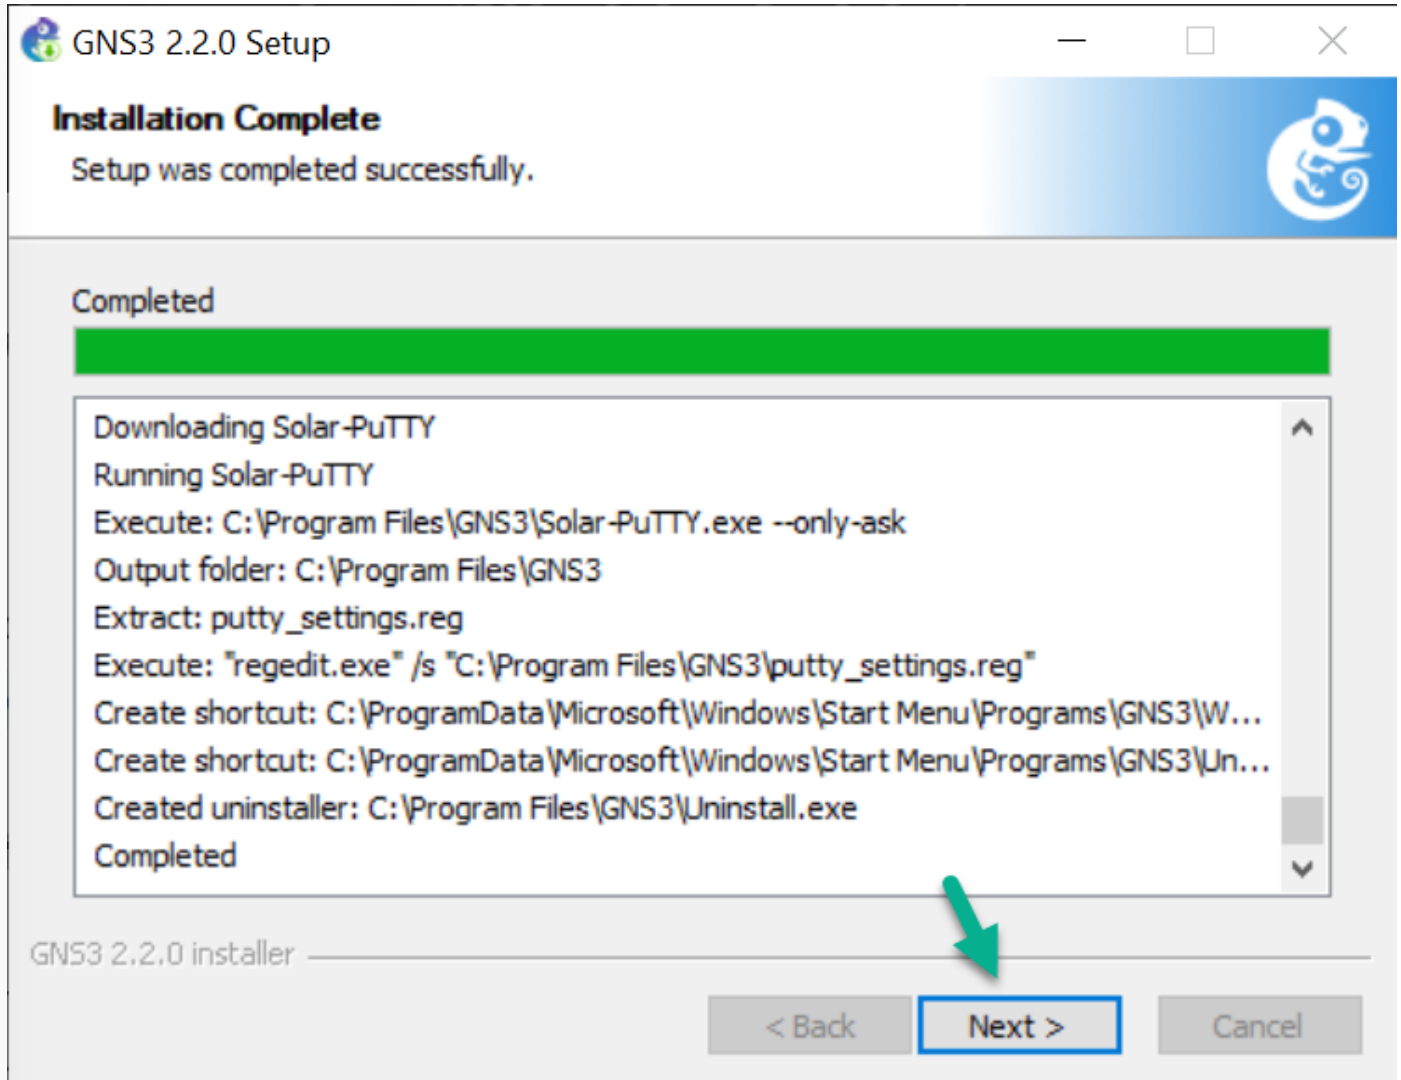 GNS3 2.2.0 Setup
Installation Complete
Setup was completed successfully.
Completed
Downloading Solar-PuTTY
Running Solar-PuTTY
Execute: C:\Program Files\GNS3\Solar-PuTTY.exe --only-ask
Output folder: C:\Program Files\GNS3
Extract: putty_settings.reg
Execute: "regedit.exe" /s "C:\Program Files\GNS3\putty_settings.reg"
Create shortcut: C:\ProgramData\Microsoft\Windows\Start Menu\Programs\GNS3\W...
Create shortcut: C:\ProgramData\Microsoft\Windows\Start Menu\Programs\GNS3\Un...
Created uninstaller: C:\Program Files\GNS3\Uninstall.exe
Completed
GNS3 2.2.0 installer
< Back Next > Cancel